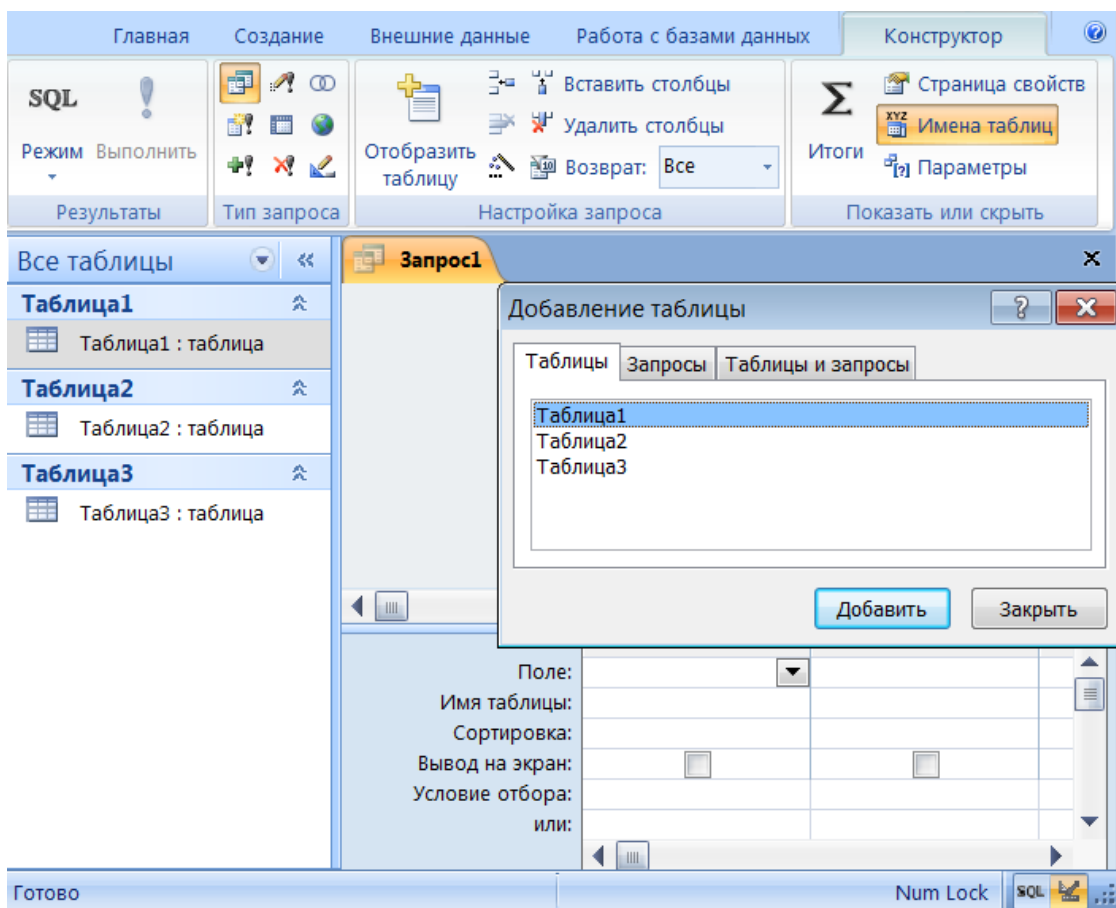 Главная Создание Внешние данные Работа с базами данных Конструктор
SQL
Режим Выполнить
Результаты
Тип запроса
Отобразить
таблицу
Вставить столбцы
Удалить столбцы
Возврат: Все
Настройка запроса
Итоги
Страница свойств
XYZ Имена таблиц
Параметры
Показать или скрыть
Все таблицы
Таблица1
Таблица1 : таблица
Таблица2
Таблица2 : таблица
Таблица3
Таблица3 : таблица
Запрос1
Добавление таблицы
Таблицы Запросы Таблицы и запросы
Таблица1
Таблица2
Таблица3
Добавить Закрыть
Поле:
Имя таблицы:
Сортировка:
Вывод на экран:
Условие отбора:
или:
Готово Num Lock SQL